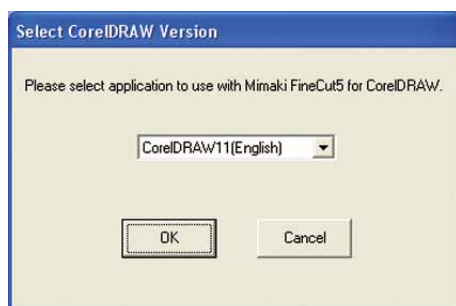 Select CorelDRAW Version
Please select application to use with Mimaki FineCut5 for CorelDRAW.
CorelDRAW11(English)
OK
Cancel